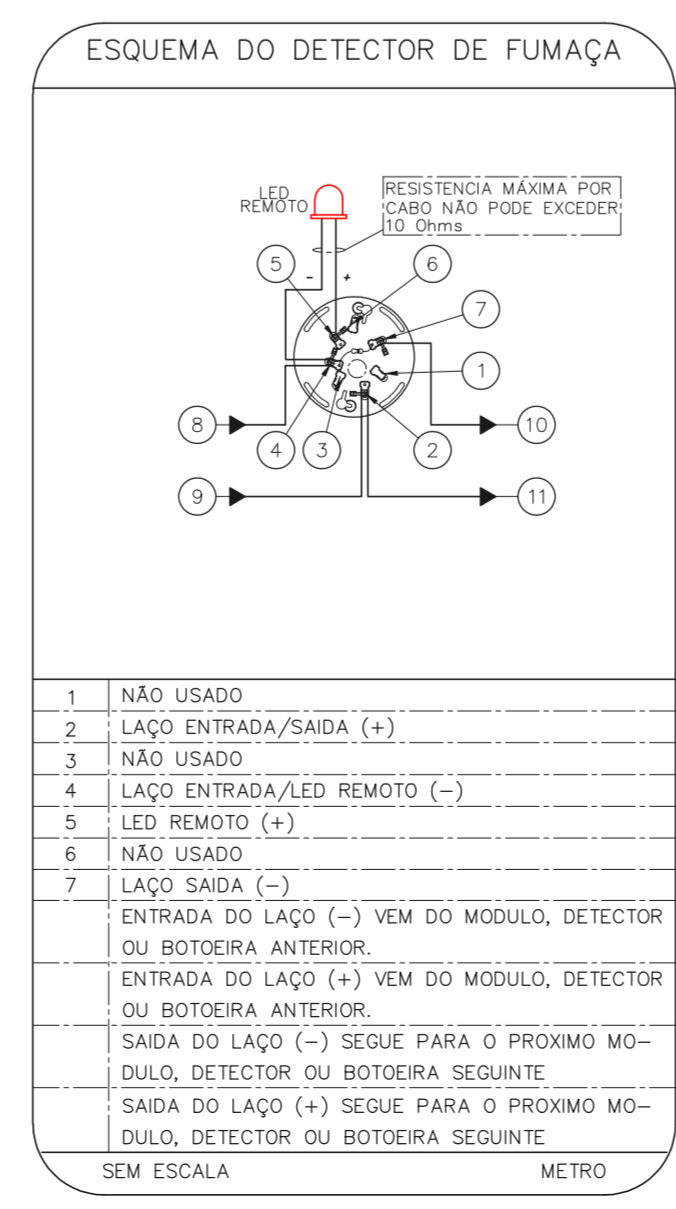 ESQUEMA DO DETECTOR DE FUMAÇA
LED
REMOTO
RESISTENCIA MÁXIMA POR
CABO NÃO PODE EXCEDER
10 Ohms
5
6
- +
7
1
8
10
4
3
2
9
11
1 NÃO USADO
2 LAÇO ENTRADA/SAIDA (+)
3 NÃO USADO
4 LAÇO ENTRADA/LED REMOTO (-)
5 LED REMOTO (+)
6 NÃO USADO
7 LAÇO SAIDA (-)
ENTRADA DO LAÇO (-) VEM DO MODULO, DETECTOR
OU BOTOEIRA ANTERIOR.
ENTRADA DO LAÇO (+) VEM DO MODULO, DETECTOR
OU BOTOEIRA ANTERIOR.
SAIDA DO LAÇO (-) SEGUE PARA O PROXIMO MO-
DULO, DETECTOR OU BOTOEIRA SEGUINTE
SAIDA DO LAÇO (+) SEGUE PARA O PROXIMO MO-
DULO, DETECTOR OU BOTOEIRA SEGUINTE
SEM ESCALA METRO